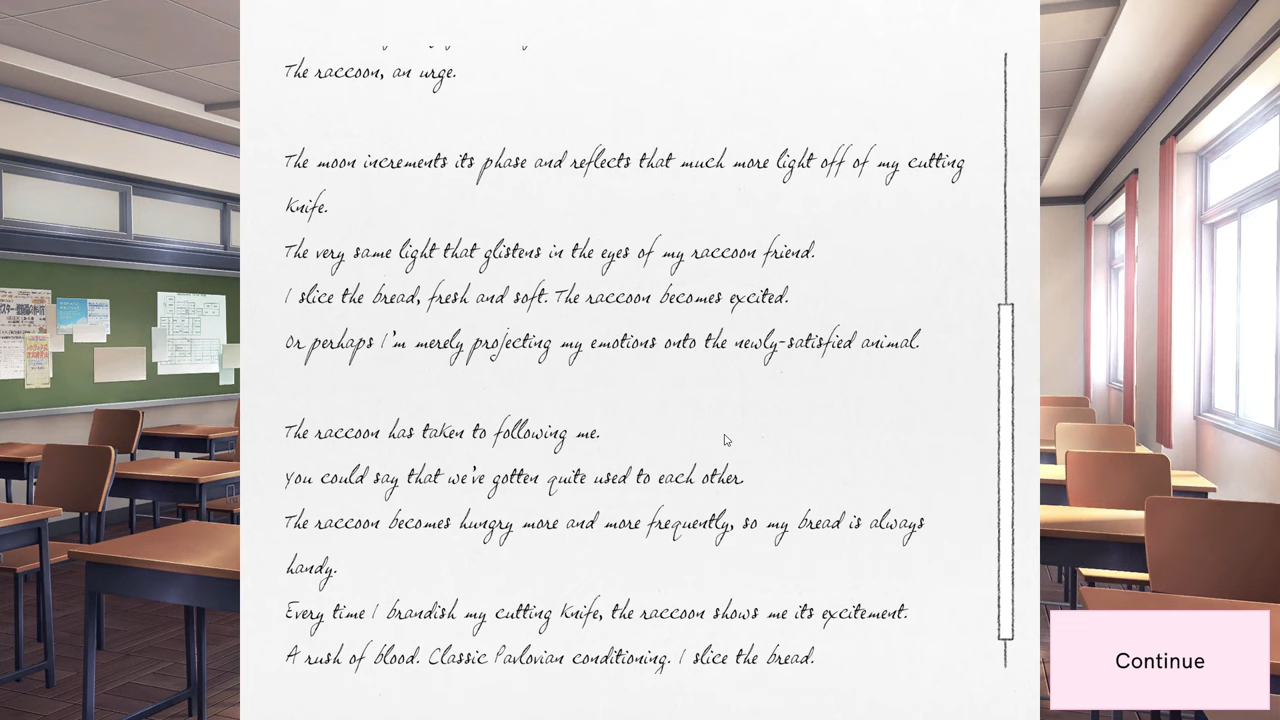 The raccoon, an urge.
The moon increments its phase and reflects that much more light off of my cutting
knife.
The very same light that glistens in the eyes of my raccoon friend.
I slice the bread, fresh and soft. The raccoon becomes excited.
Or perhaps I'm merely projecting my emotions onto the newly-satisfied animal.
The raccoon has taken to following me.
You could say that we've gotten quite used to each other.
The raccoon becomes hungry more and more frequently, so my bread is always
handy.
Every time I brandish my cutting knife, the raccoon shows me its excitement.
A rush of blood. Classic Pavlovian conditioning. I slice the bread.
Continue